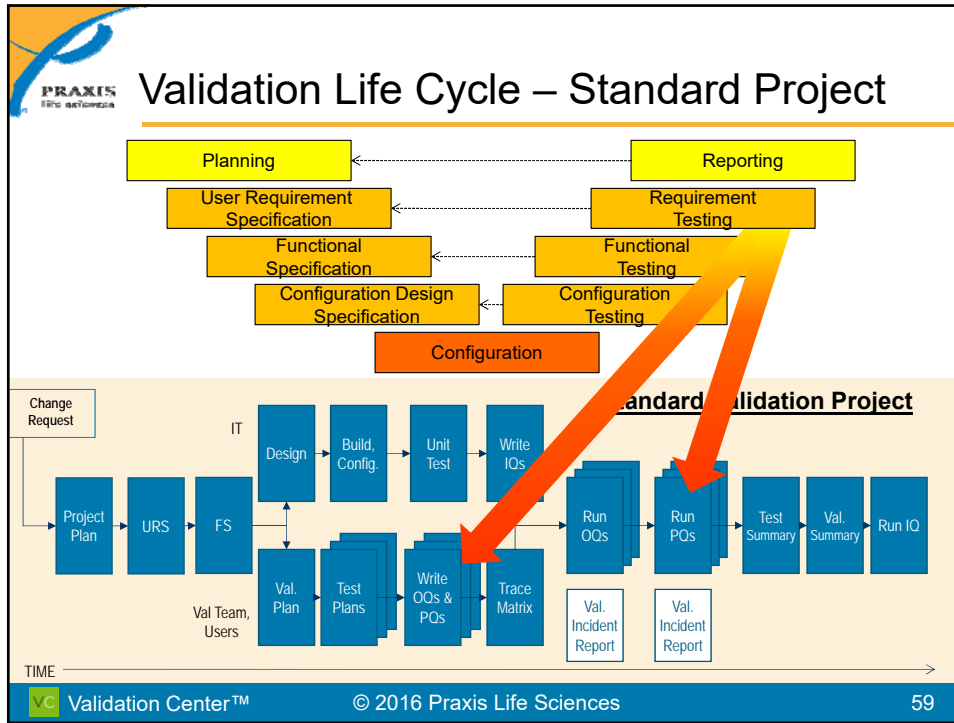 PRAXIS
life sciences
Validation Life Cycle – Standard Project
Planning
Reporting
User Requirement
Specification
Requirement
Testing
Functional
Specification
Functional
Testing
Configuration Design
Specification
Configuration
Testing
Configuration
Change
Request
tandard
alidation Project
IT
Design
Build,
Config.
Unit
Test
Write
IQs
Project
Plan
URS
FS
Run
OQs
Run
PQs
Test
Summary
Val.
Summary
Run IQ
Val Team,
Users
Val.
Plan
Test
Plans
Write
OQs &
PQs
Trace
Matrix
Val.
Incident
Report
Val.
Incident
Report
TIME
VC Validation Center™
© 2016 Praxis Life Sciences
59